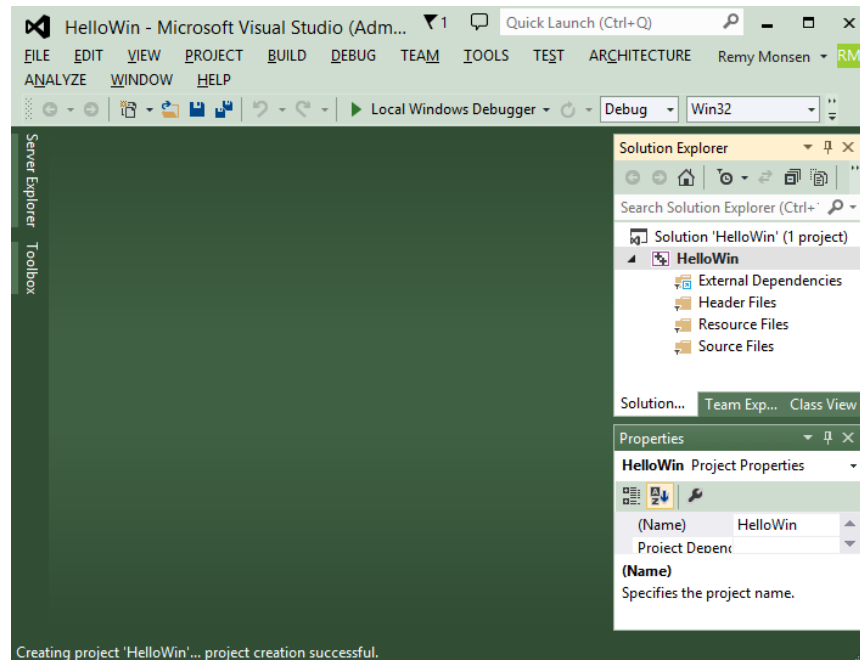 HelloWin - Microsoft Visual Studio (Adm... 1 Quick Launch (Ctrl+Q)
FILE EDIT VIEW PROJECT BUILD DEBUG TEAM TOOLS TEST ARCHITECTURE Remy Monsen RM
ANALYZE WINDOW HELP
Local Windows Debugger Debug Win32
Server Explorer
Toolbox
Solution Explorer
Search Solution Explorer (Ctrl+
Solution 'HelloWin' (1 project)
HelloWin
External Dependencies
Header Files
Resource Files
Source Files
Solution... Team Exp... Class View
Properties
HelloWin Project Properties
(Name) HelloWin
Project Depen
(Name)
Specifies the project name.
Creating project 'HelloWin'... project creation successful.